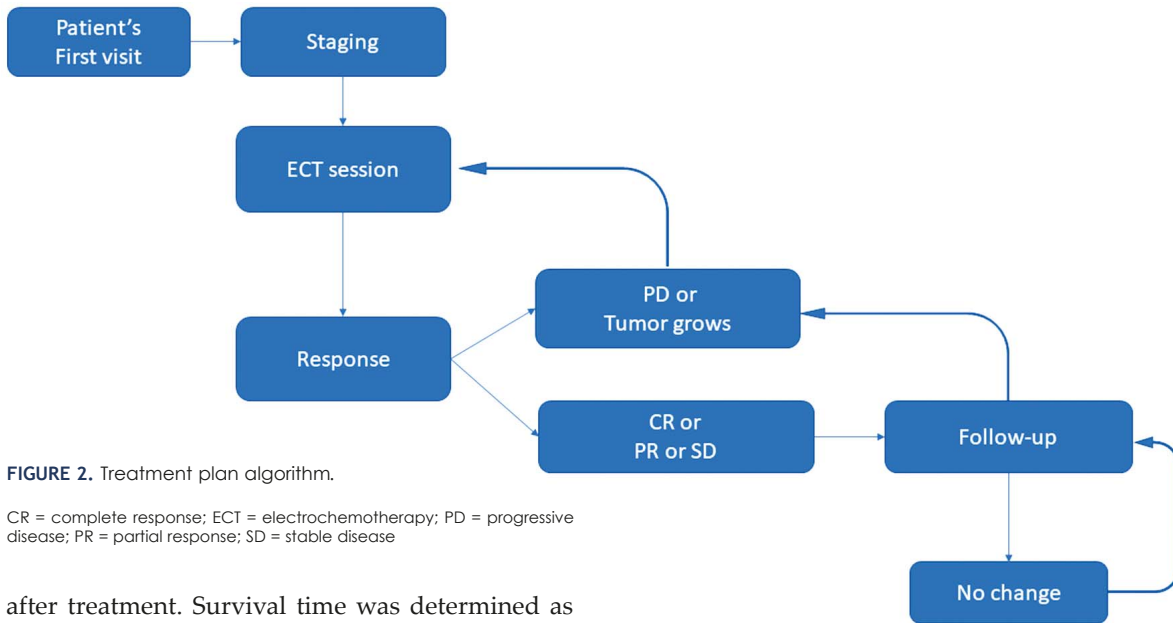 Patient's
First visit
Staging
ECT session
PD or
Tumor grows
Response
CR or
PR or SD
Follow-up
No change
FIGURE 2. Treatment plan algorithm.
CR = complete response; ECT = electrochemotherapy; PD = progressive
disease; PR = partial response; SD = stable disease
after treatment. Survival time was determined as